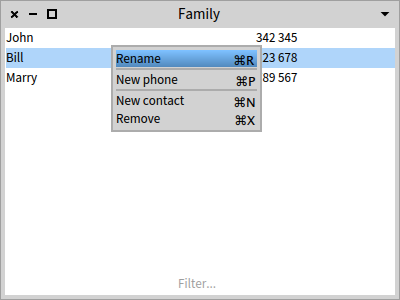 Family
John 342 345
Bill 23 678
Marry 89 567
Rename ⌘R
New phone ⌘P
New contact ⌘N
Remove ⌘X
Filter...